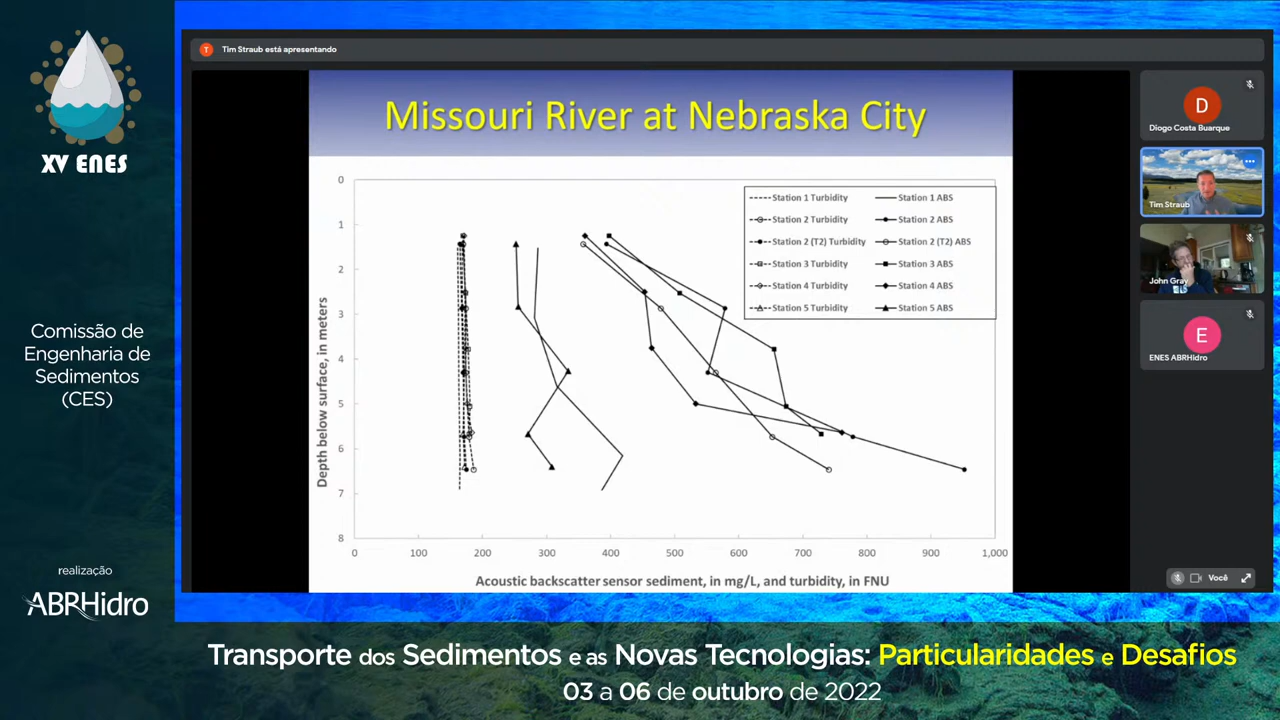 XV ENES
Comissão de
Engenharia de
Sedimentos
(CES)
realização
ABRHidro
T
Tim Straub está apresentando
Missouri River at Nebraska City
Station 1 Turbidity
Station 1 ABS
Station 2 Turbidity
Station 2 ABS
Station 2 (T2) Turbidity
Station 2 (T2) ABS
Station 3 Turbidity
Station 3 ABS
Station 4 Turbidity
Station 4 ABS
Station 5 Turbidity
Station 5 ABS
Depth below surface, in meters
0
1
2
3
4
5
6
7
8
0 100 200 300 400 500 600 700 800 900 1,000
Acoustic backscatter sensor sediment, in mg/L, and turbidity, in FNU
D
Diogo Costa Buarque
Tim Straub
John Gray
E
ENES ABRHidro
Você
Transporte dos Sedimentos e as Novas Tecnologias: Particularidades e Desafios
03 a 06 de outubro de 2022